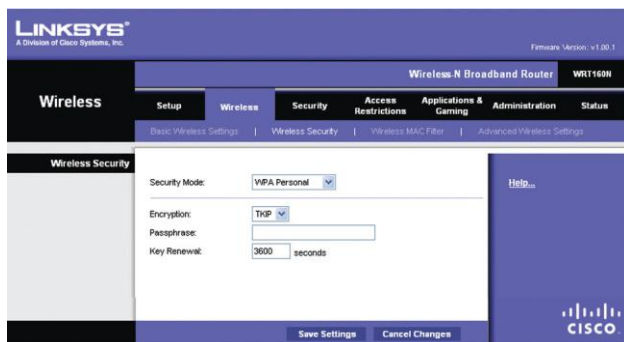 LINKSYS®
A Division of Cisco Systems, Inc.
Firmware Version: v1.00.1
Wireless-N Broadband Router WRT160N
Wireless
Setup Wireless Security Access Restrictions Applications & Gaming Administration Status
Basic Wireless Settings | Wireless Security | Wireless MAC Filter | Advanced Wireless Settings
Wireless Security
Security Mode: WPA Personal
Help...
Encryption: TKIP
Passphrase:
Key Renewal: 3600 seconds
Save Settings Cancel Changes
CISCO.